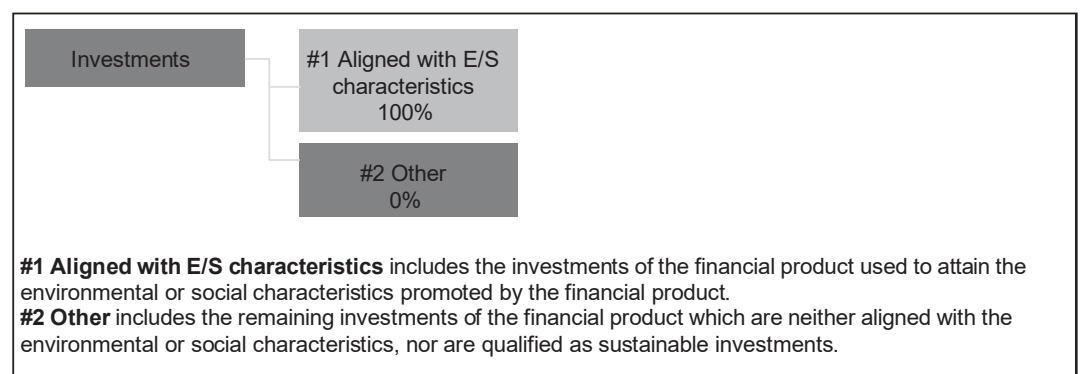 Investments
#1 Aligned with E/S
characteristics
100%
#2 Other
0%
#1 Aligned with E/S characteristics includes the investments of the financial product used to attain the
environmental or social characteristics promoted by the financial product.
#2 Other includes the remaining investments of the financial product which are neither aligned with the
environmental or social characteristics, nor are qualified as sustainable investments.